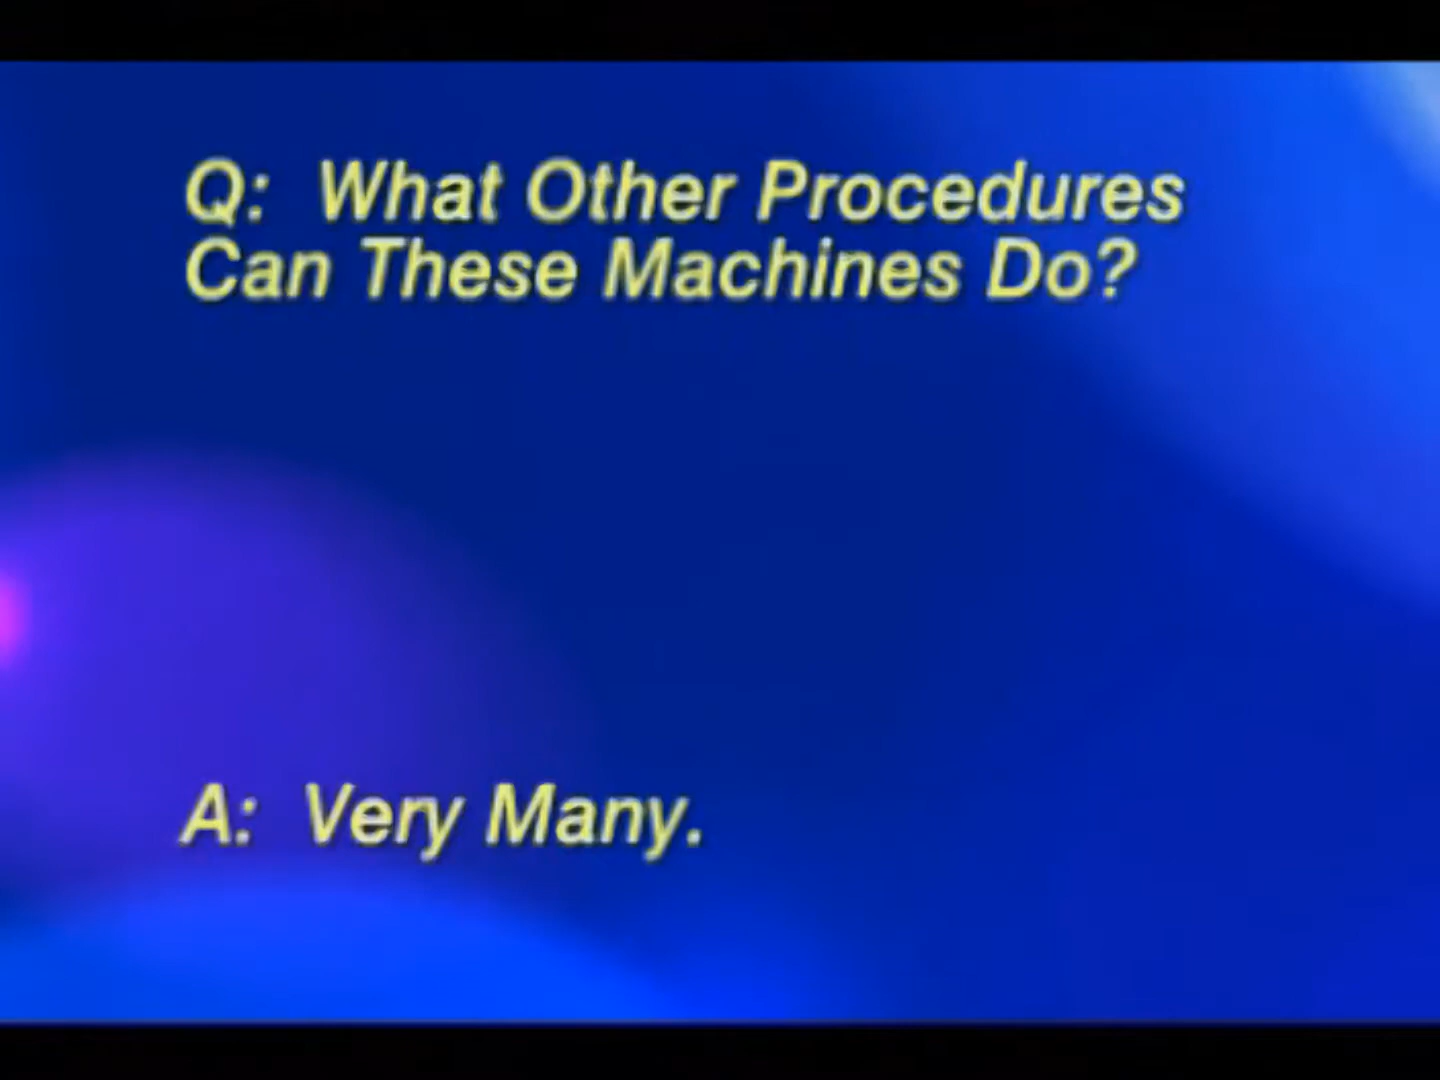 Q: What Other Procedures
Can These Machines Do?
A: Very Many.